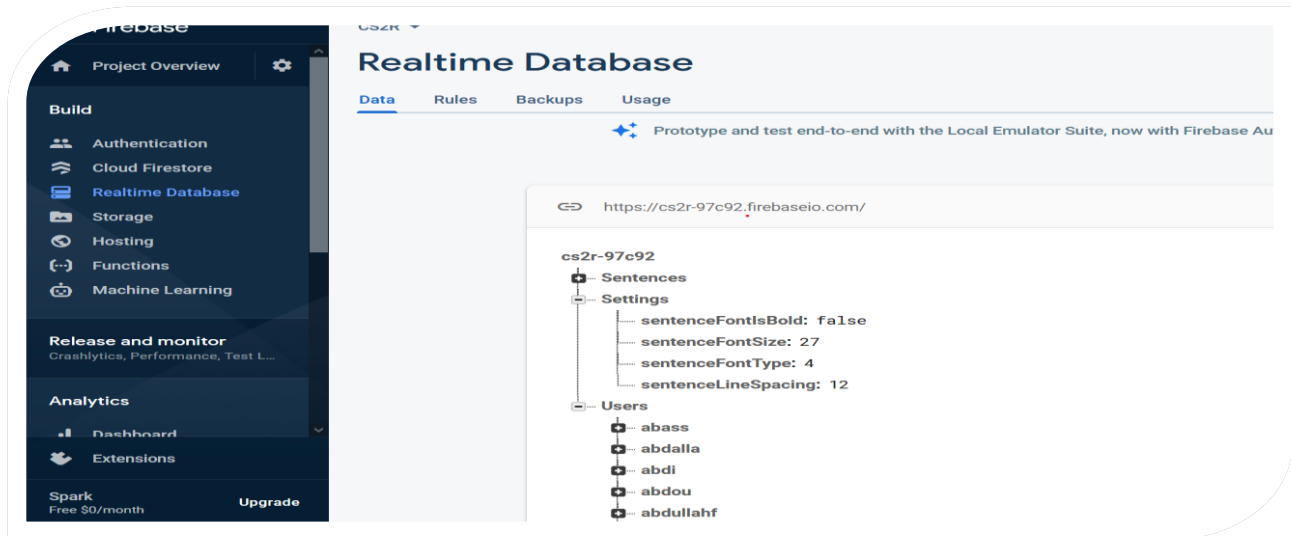 Firebase
Project Overview
Build
Authentication
Cloud Firestore
Realtime Database
Storage
Hosting
Functions
Machine Learning
Release and monitor
Crashlytics, Performance, Test L...
Analytics
Dashboard
Extensions
Spark
Free $0/month
Upgrade
CS2R
Realtime Database
Data Rules Backups Usage
Prototype and test end-to-end with the Local Emulator Suite, now with Firebase Au
https://cs2r-97c92.firebaseio.com/
cs2r-97c92
Sentences
Settings
sentenceFontIsBold: false
sentenceFontSize: 27
sentenceFontType: 4
sentenceLineSpacing: 12
Users
abass
abdalla
abdi
abdou
abdullahf